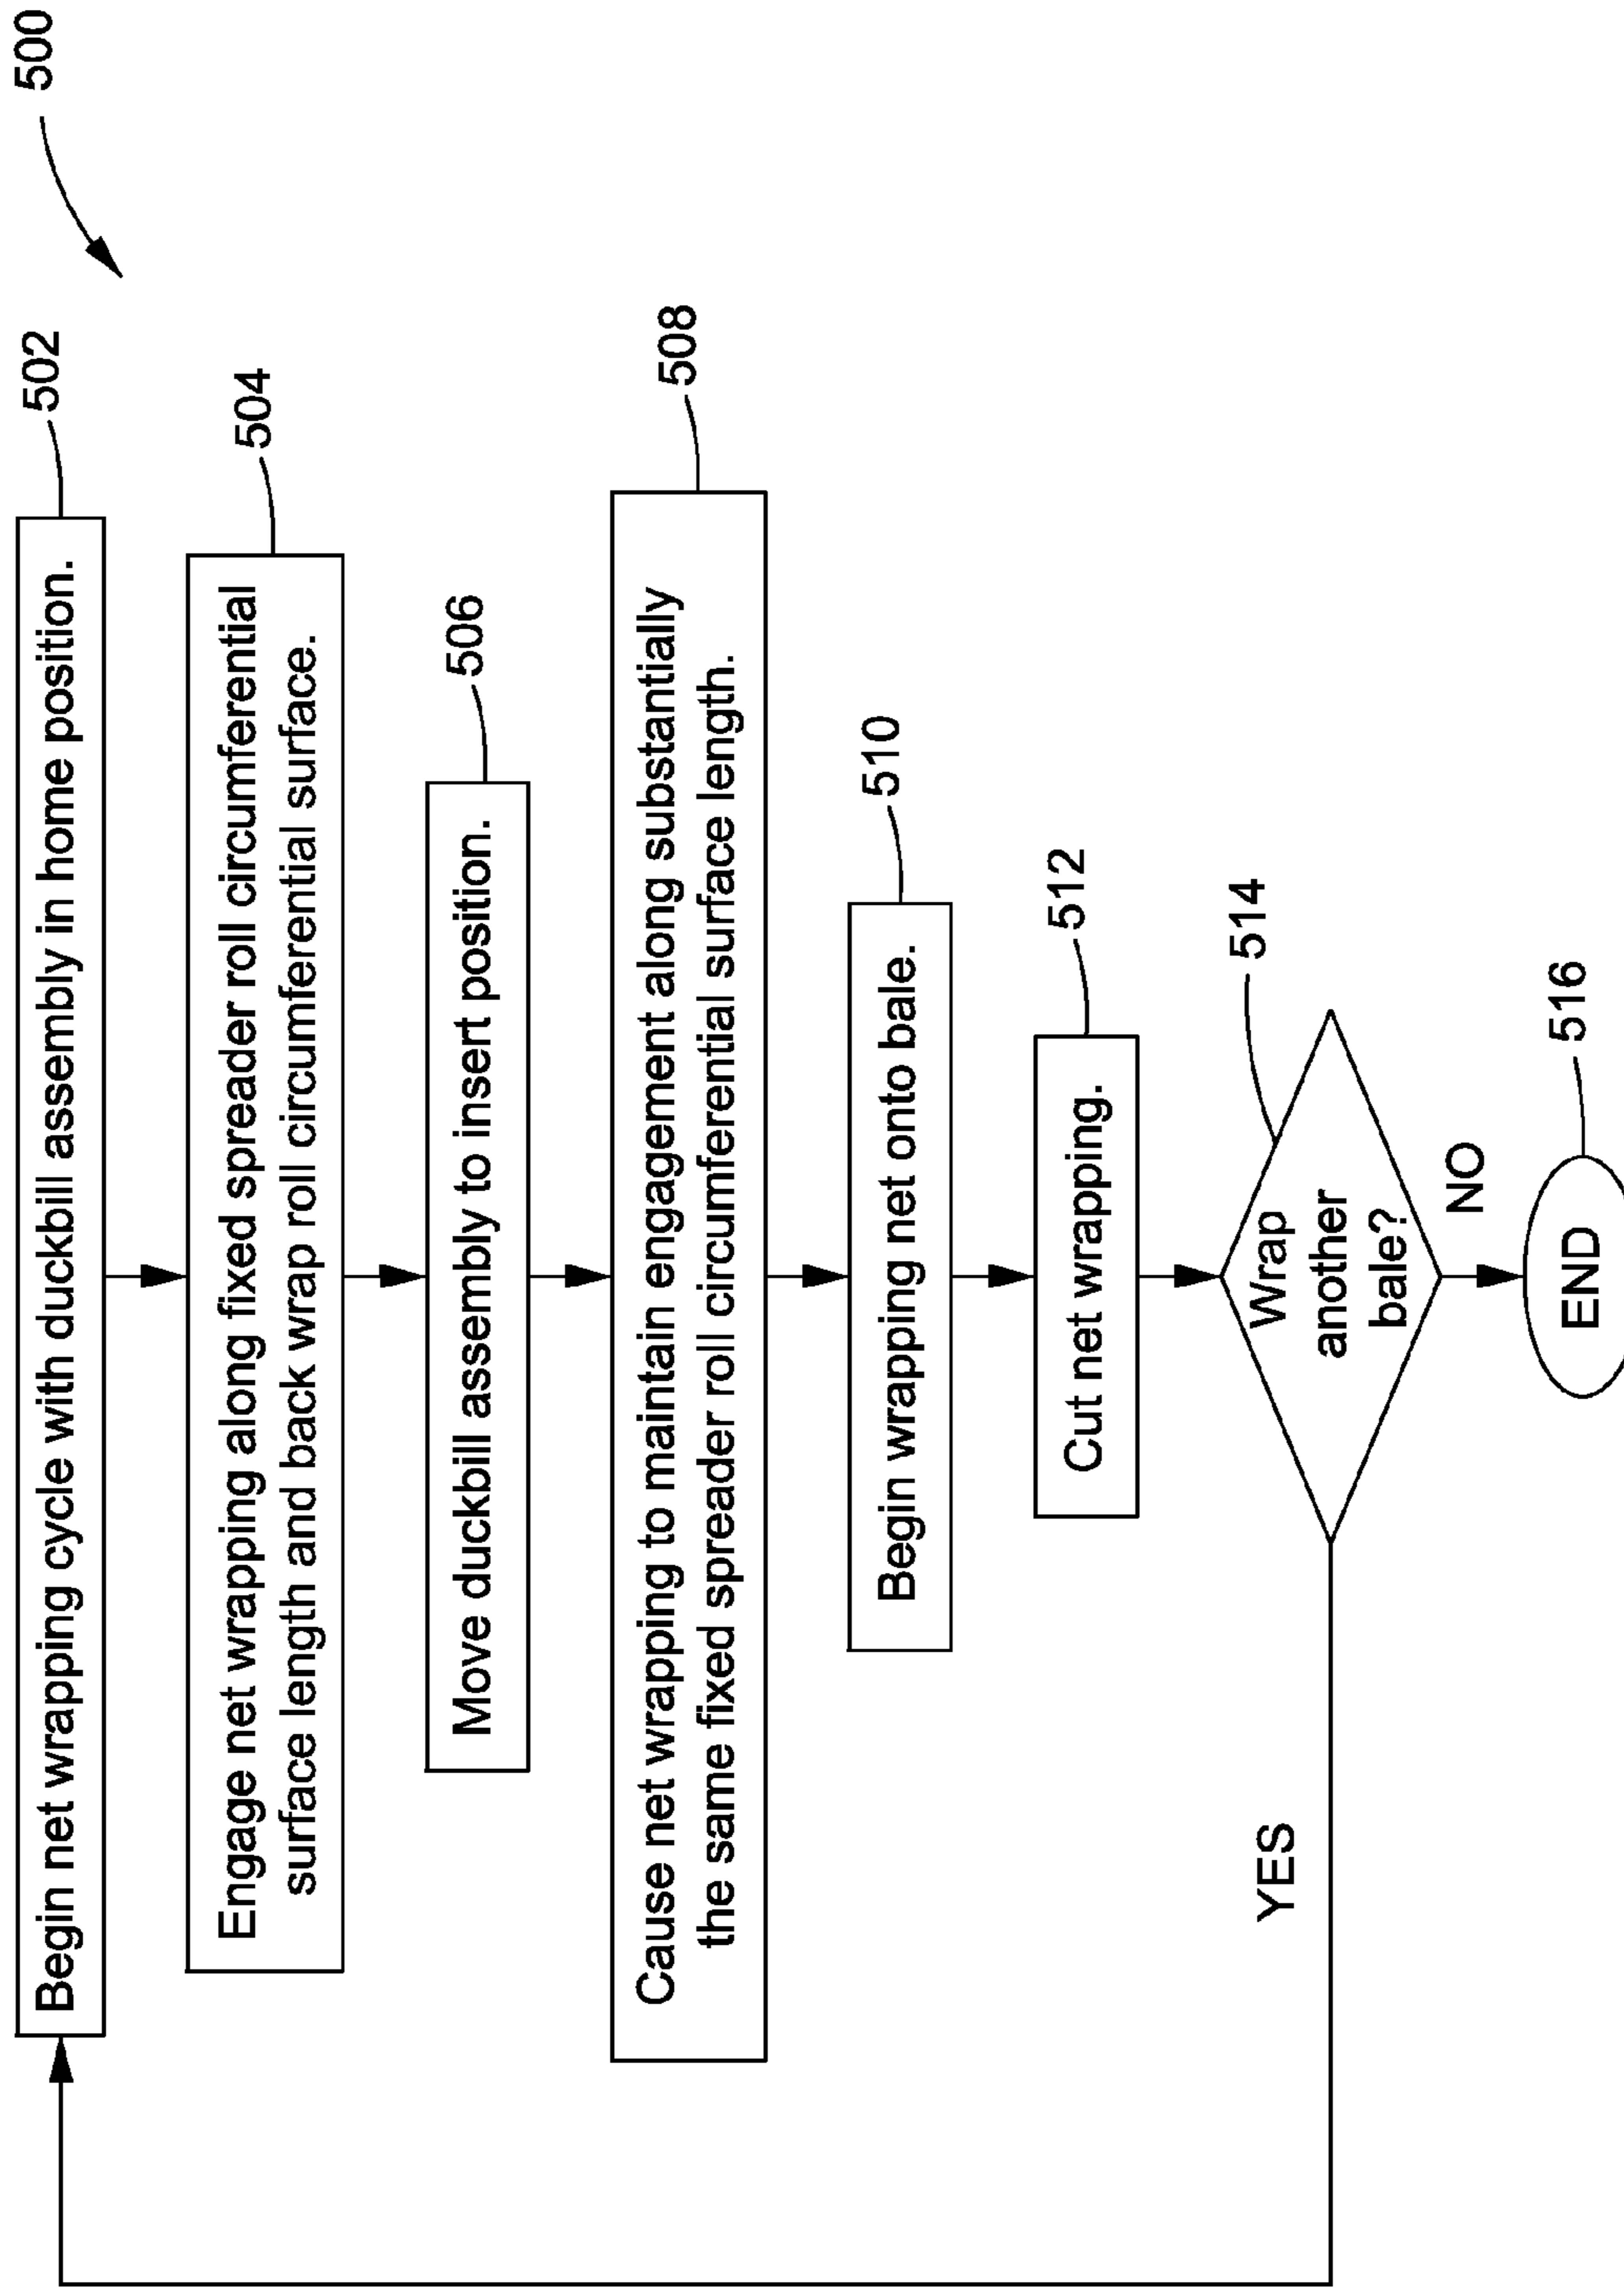 500
502
Begin net wrapping cycle with duckbill assembly in home position.
504
Engage net wrapping along fixed spreader roll circumferential
surface length and back wrap roll circumferential surface.
506
Move duckbill assembly to insert position.
508
Cause net wrapping to maintain engagement along substantially
the same fixed spreader roll circumferential surface length.
510
Begin wrapping net onto bale.
512
Cut net wrapping.
514
Wrap
another
bale?
YES
NO
516
END